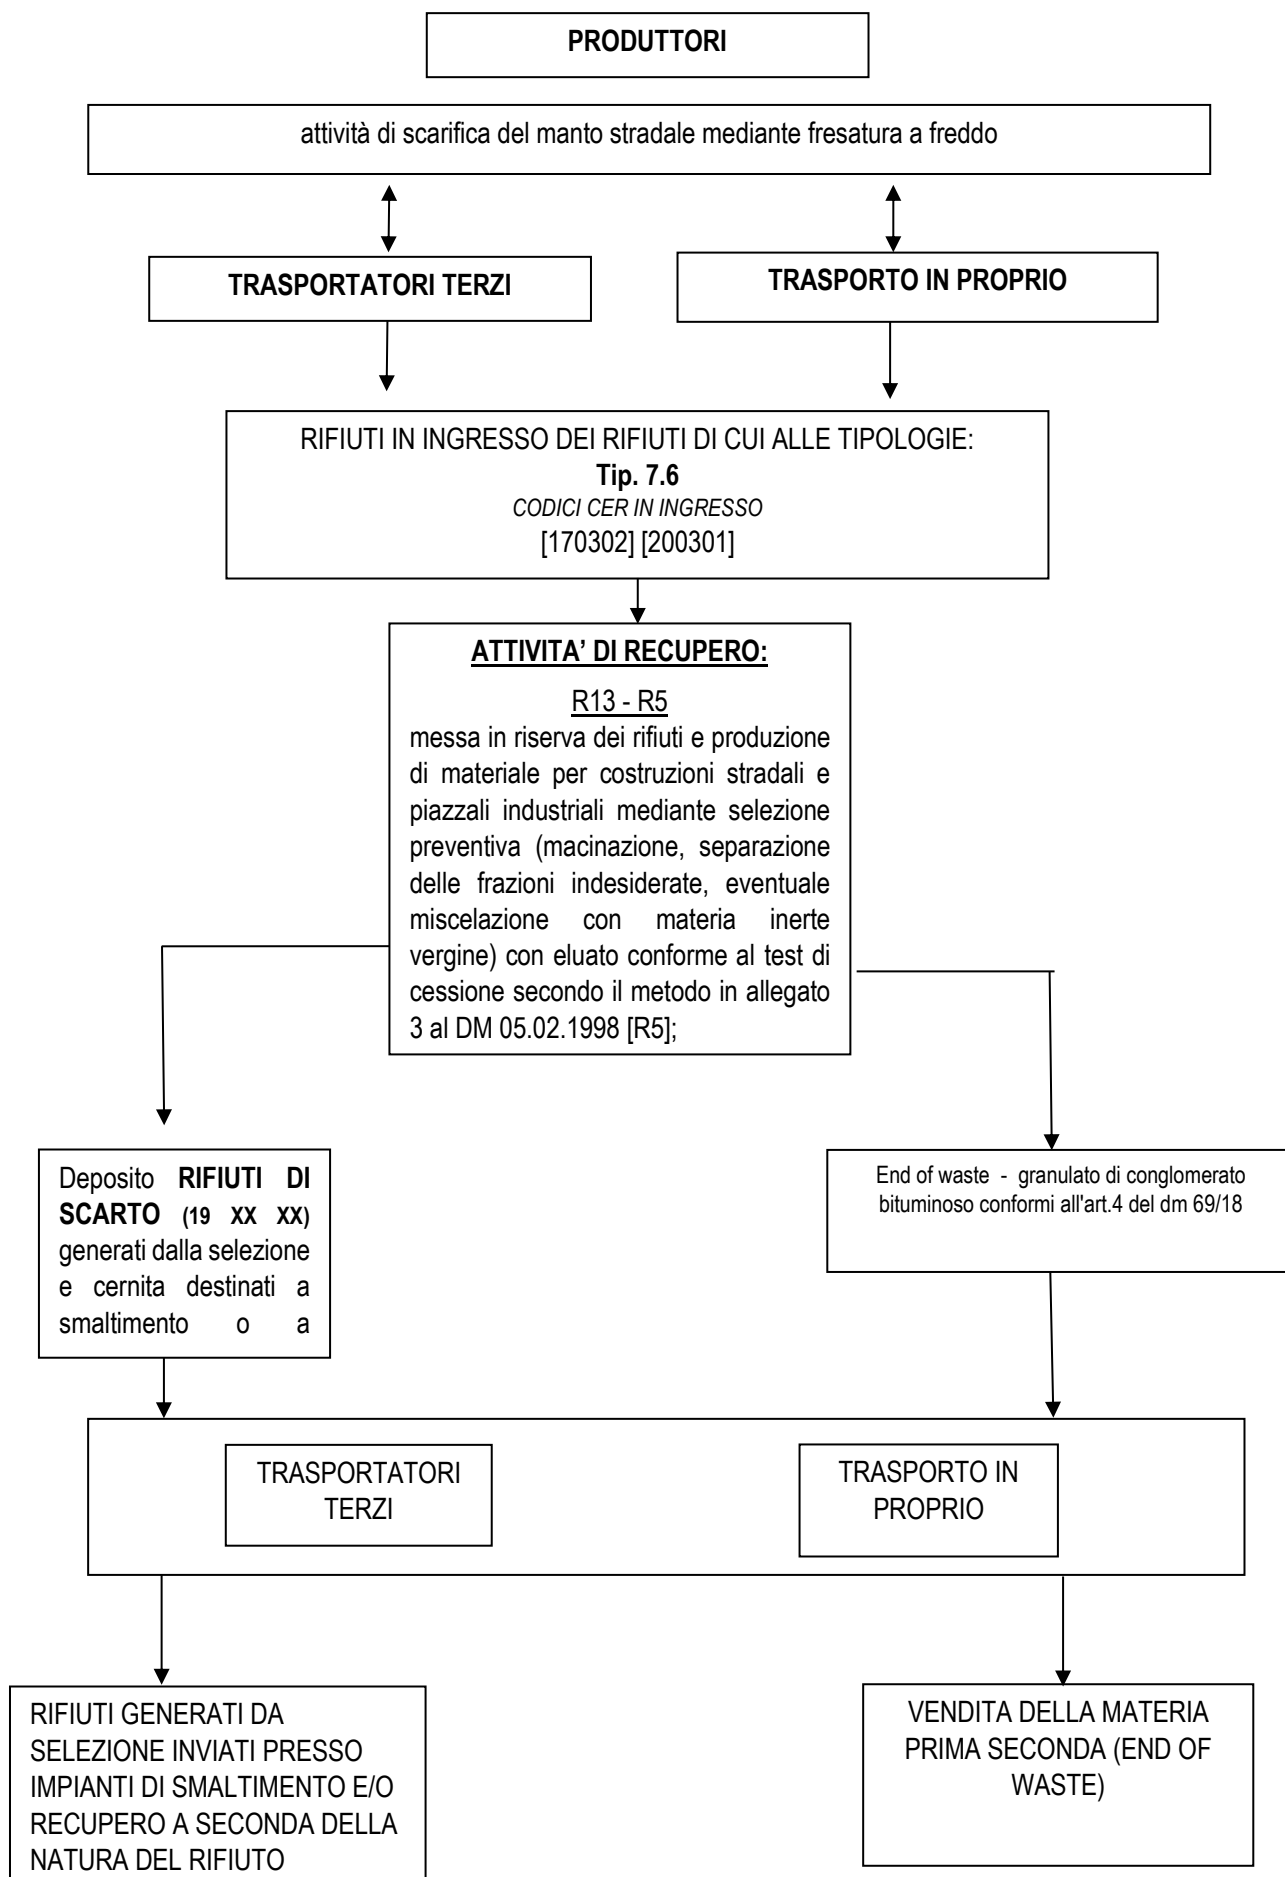 PRODUTTORI
attività di scarifica del manto stradale mediante fresatura a freddo
TRASPORTATORI TERZI
TRASPORTO IN PROPRIO
RIFIUTI IN INGRESSO DEI RIFIUTI DI CUI ALLE TIPOLOGIE:
Tip. 7.6
CODICI CER IN INGRESSO
[170302] [200301]
ATTIVITA’ DI RECUPERO:
R13 - R5
messa in riserva dei rifiuti e produzione
di materiale per costruzioni stradali e
piazzali industriali mediante selezione
preventiva (macinazione, separazione
delle frazioni indesiderate, eventuale
miscelazione con materia inerte
vergine) con eluato conforme al test di
cessione secondo il metodo in allegato
3 al DM 05.02.1998 [R5];
Deposito RIFIUTI DI
SCARTO (19 XX XX)
generati dalla selezione
e cernita destinati a
smaltimento o a
End of waste - granulato di conglomerato
bituminoso conformi all'art.4 del dm 69/18
TRASPORTATORI
TERZI
TRASPORTO IN
PROPRIO
RIFIUTI GENERATI DA
SELEZIONE INVIATI PRESSO
IMPIANTI DI SMALTIMENTO E/O
RECUPERO A SECONDA DELLA
NATURA DEL RIFIUTO
VENDITA DELLA MATERIA
PRIMA SECONDA (END OF
WASTE)